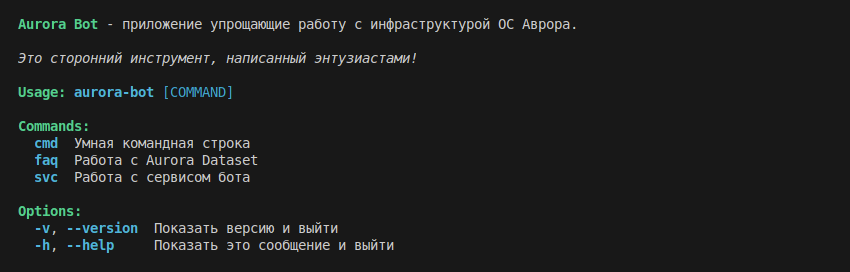 Aurora Bot - приложение упрощающие работу с инфраструктурой ОС Аврора.
Это сторонний инструмент, написанный энтузиастами!
Usage: aurora-bot [COMMAND]
Commands:
cmd  Умная командная строка
faq  Работа с Aurora Dataset
svc  Работа с сервисом бота
Options:
-v, --version  Показать версию и выйти
-h, --help     Показать это сообщение и выйти